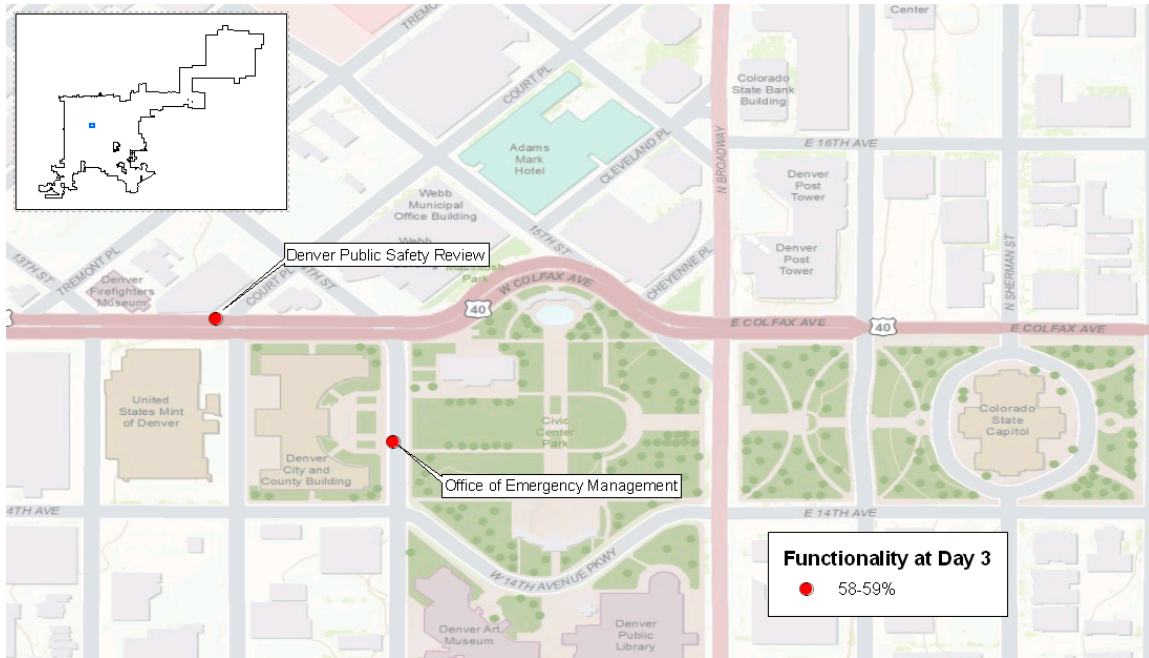 TREMONT
Center
COURT PL
Colorado
State Bank
Building
E 16TH AVE
Adams
Mark
Hotel
CLEVELAND PL
N BROADWAY
Denver
Post
Tower
Webb
Municipal
Office Building
Webb
15TH ST
Denver Public Safety Review
13TH ST
TREMONT PL
COURT PL
TH ST
Park
CHEYENNE PL
Denver
Post
Tower
N SHERMAN ST
Denver
Firefighters
Museum
W COLFAX AVE
40
E COLFAX AVE
40
E COLFAX AVE
United
States Mint
of Denver
Civic
Center
Park
Colorado
State
Capitol
Denver
City and
County Building
Office of Emergency Management
4TH AVE
E 14TH AVE
W 14TH AVENUE PKWY
Functionality at Day 3
58-59%
Denver Art
Museum
Denver
Public
Library